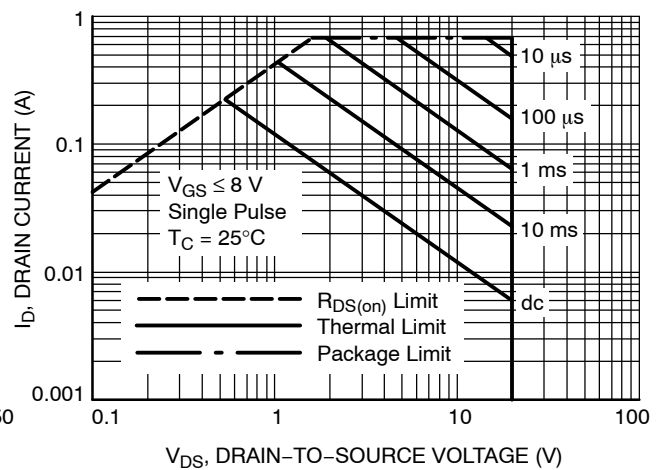 1
0.1
0.01
0.001
I_D, DRAIN CURRENT (A)
10 µs
100 µs
1 ms
10 ms
dc
V_GS ≤ 8 V
Single Pulse
T_C = 25°C
R_DS(on) Limit
Thermal Limit
Package Limit
0.1 1 10 100
V_DS, DRAIN−TO−SOURCE VOLTAGE (V)